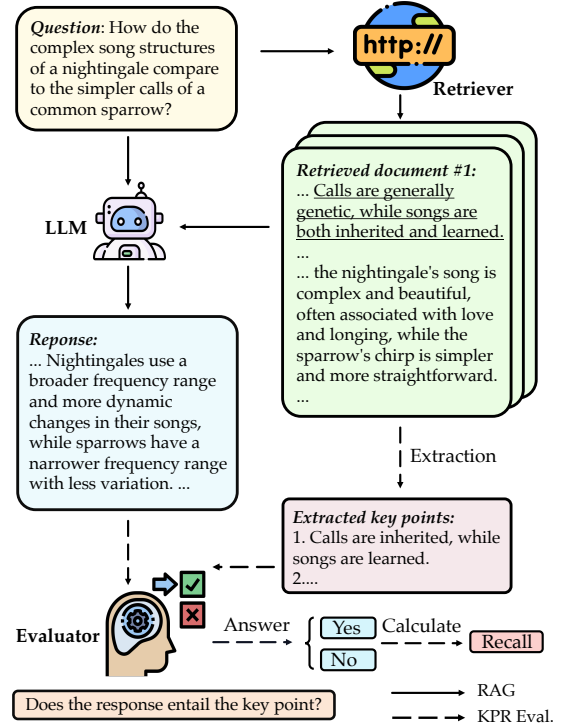 Question: How do the
complex song structures
of a nightingale compare
to the simpler calls of a
common sparrow?
http://
Retriever
LLM
Retrieved document #1:
... Calls are generally
genetic, while songs are
both inherited and learned.
...
... the nightingale's song is
complex and beautiful,
often associated with love
and longing, while the
sparrow's chirp is simpler
and more straightforward.
...
Reponse:
... Nightingales use a
broader frequency range
and more dynamic
changes in their songs,
while sparrows have a
narrower frequency range
with less variation. ...
Extraction
Extracted key points:
1. Calls are inherited, while
songs are learned.
2....
Evaluator
Answer
Yes
No
Calculate
Recall
Does the response entail the key point?
RAG
KPR Eval.